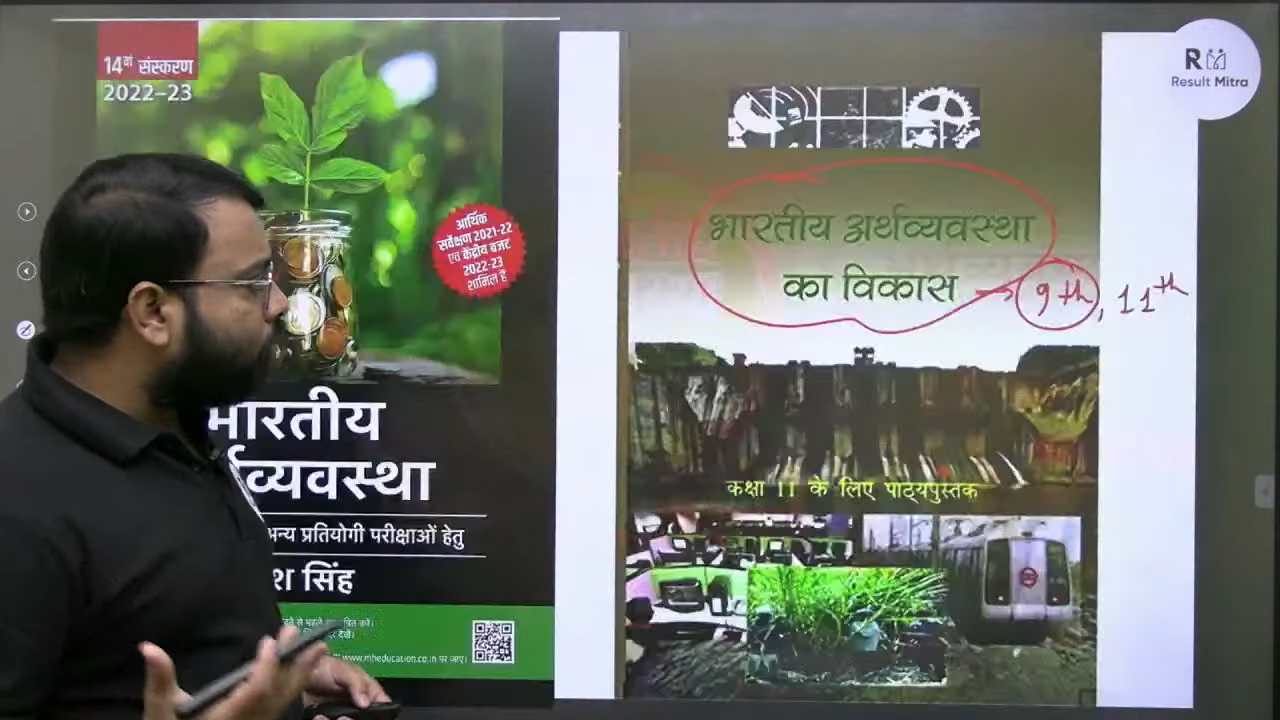 14वां संस्करण
2022-23
आर्थिक
सर्वेक्षण 2021-22
एवं केंद्रीय बजट
2022-23
शामिल है
भारतीय
व्यवस्था
अन्य प्रतियोगी परीक्षाओं हेतु
श सिंह
देखें।
www.mheducation.co.in पर जाए।
Result Mitra
भारतीय अर्थव्यवस्था
का विकास
9th, 11th
कक्षा 11 के लिए पाठ्यपुस्तक